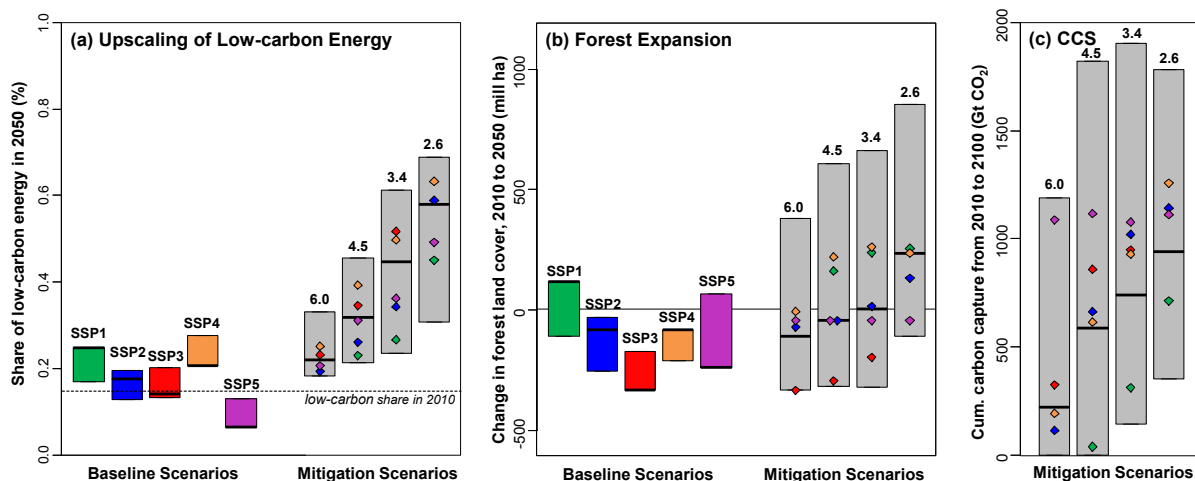 (a) Upscaling of Low-carbon Energy
Share of low-carbon energy in 2050 (%)
1.0
0.8
0.6
0.4
0.2
0.0
SSP1
SSP2
SSP3
SSP4
SSP5
6.0
4.5
3.4
2.6
low-carbon share in 2010
Baseline Scenarios
Mitigation Scenarios
(b) Forest Expansion
Change in forest land cover, 2010 to 2050 (mill ha)
1000
500
0
-500
SSP1
SSP2
SSP3
SSP4
SSP5
6.0
4.5
3.4
2.6
Baseline Scenarios
Mitigation Scenarios
(c) CCS
Cum. carbon capture from 2010 to 2100 (Gt CO2)
2000
1500
1000
500
0
6.0
4.5
3.4
2.6
Mitigation Scenarios